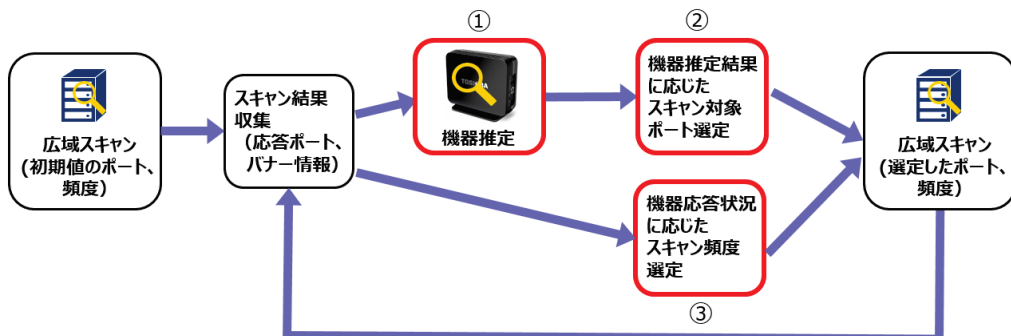 広域スキャン
(初期値のポート、
頻度)
スキャン結果
収集
(応答ポート、
バナー情報)
①
TOSHIBA
機器推定
②
機器推定結果
に応じた
スキャン対象
ポート選定
機器応答状況
に応じた
スキャン頻度
選定
③
広域スキャン
(選定したポート、
頻度)